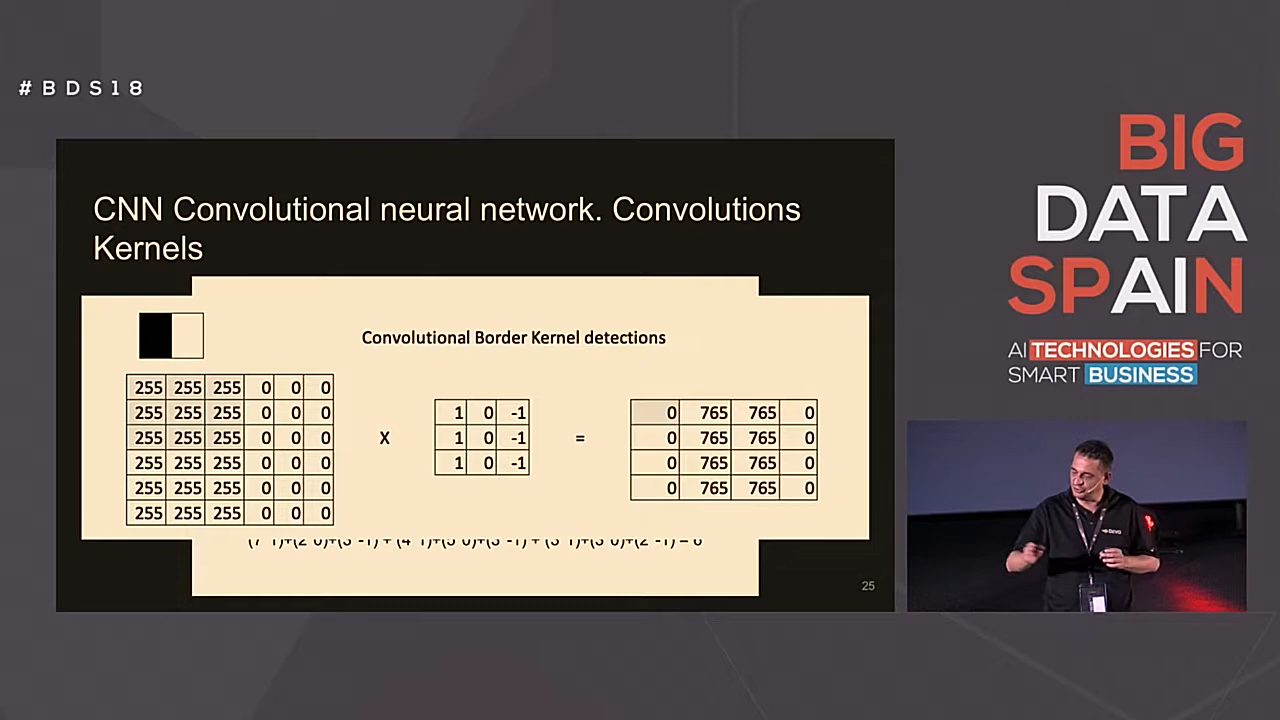 #BDS18
BIG
DATA
SPAIN
AI TECHNOLOGIES FOR
SMART BUSINESS
CNN Convolutional neural network. Convolutions
Kernels
Convolutional Border Kernel detections
255 255 255 0 0 0
255 255 255 0 0 0
255 255 255 0 0 0
255 255 255 0 0 0
255 255 255 0 0 0
255 255 255 0 0 0
X
1 0 -1
1 0 -1
1 0 -1
=
0 765 765 0
0 765 765 0
0 765 765 0
0 765 765 0
25